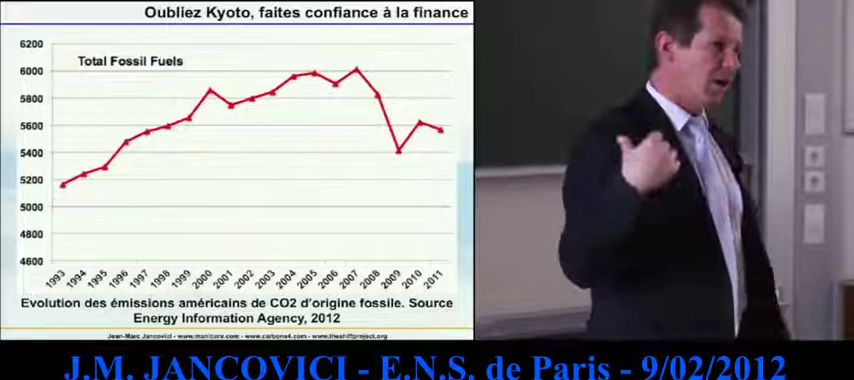 Oubliez Kyoto, faites confiance à la finance
6200
Total Fossil Fuels
6000
5800
5600
5400
5200
5000
4800
4600
1993 1994 1995 1996 1997 1998 1999 2000 2001 2002 2003 2004 2005 2006 2007 2008 2009 2010 2011
Evolution des émissions américains de CO2 d'origine fossile. Source
Energy Information Agency, 2012
Jean-Marc Jancovici - www.manicore.com - www.carbone4.com - www.theshiftproject.org
J.M. JANCOVICI - E.N.S. de Paris - 9/02/2012